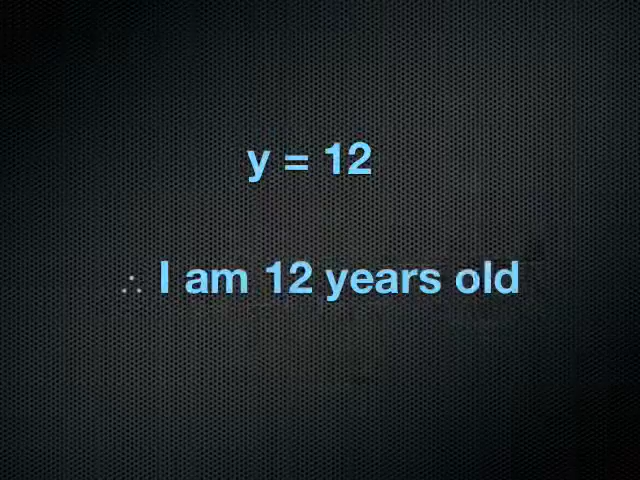 y = 12
∴ I am 12 years old